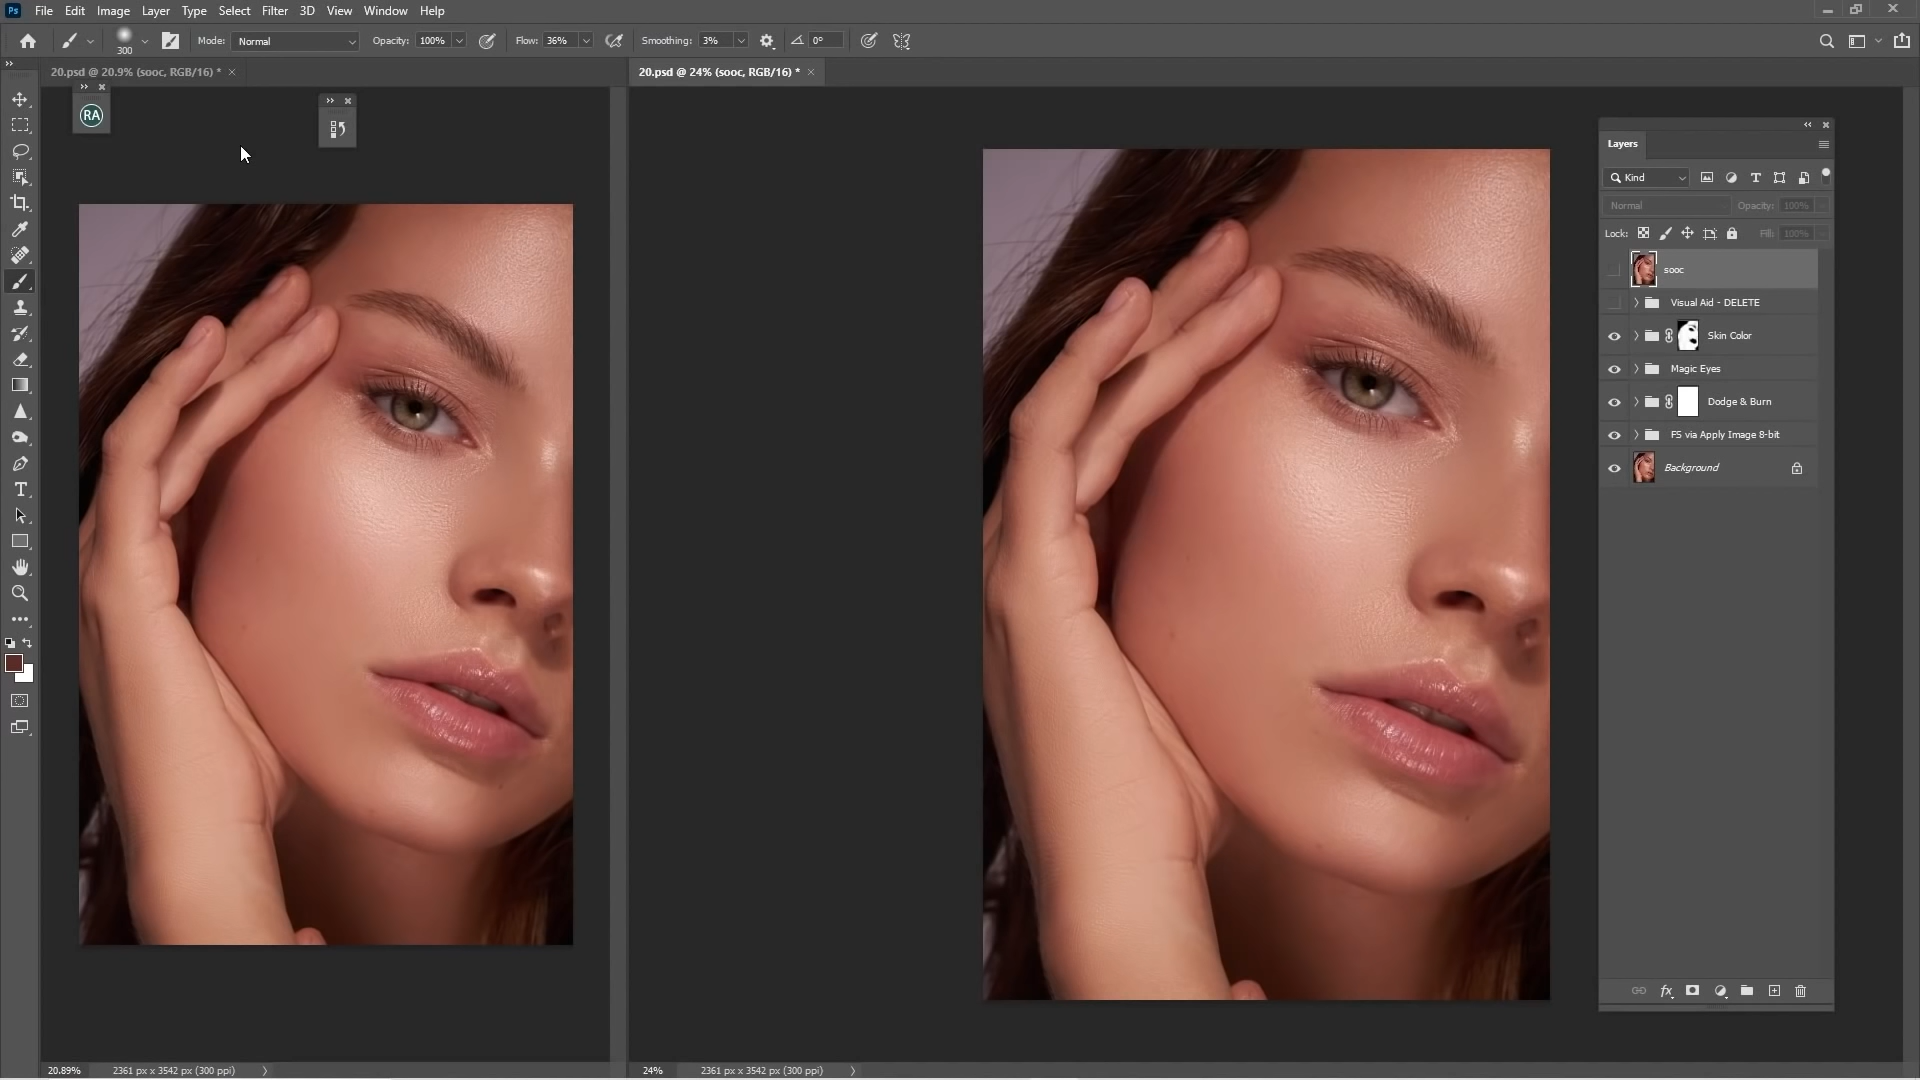 Ps File Edit Image Layer Type Select Filter 3D View Window Help
300 Mode: Normal Opacity: 100% Flow: 36% Smoothing: 3% 0°
20.psd @ 20.9% (sooc, RGB/16) * × 20.psd @ 24% (sooc, RGB/16) * ×
RA
Layers
Kind
Normal Opacity: 100%
Lock: Fill: 100%
sooc
Visual Aid - DELETE
Skin Color
Magic Eyes
Dodge & Burn
FS via Apply Image 8-bit
Background
fx
20.89% 2361 px x 3542 px (300 ppi) 24% 2361 px x 3542 px (300 ppi)